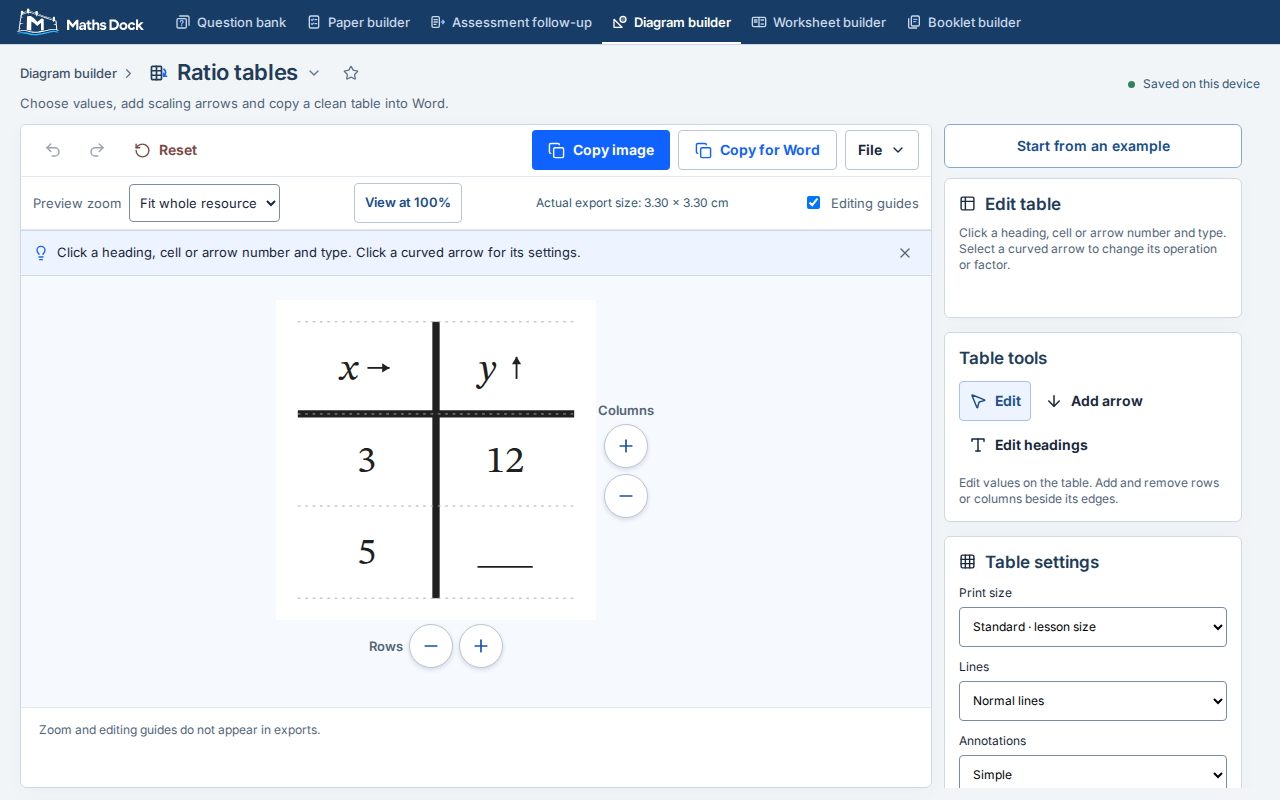 Maths Dock
Question bank
Paper builder
Assessment follow-up
Diagram builder
Worksheet builder
Booklet builder
Diagram builder
Ratio tables
Saved on this device
Choose values, add scaling arrows and copy a clean table into Word.
Reset
Copy image
Copy for Word
File
Preview zoom
Fit whole resource
View at 100%
Actual export size: 3.30 × 3.30 cm
Editing guides
Click a heading, cell or arrow number and type. Click a curved arrow for its settings.
x → y ↑
3 12
5 ___
Columns
+
−
Rows − +
Zoom and editing guides do not appear in exports.
Start from an example
Edit table
Click a heading, cell or arrow number and type.
Select a curved arrow to change its operation
or factor.
Table tools
Edit
Add arrow
Edit headings
Edit values on the table. Add and remove rows
or columns beside its edges.
Table settings
Print size
Standard · lesson size
Lines
Normal lines
Annotations
Simple